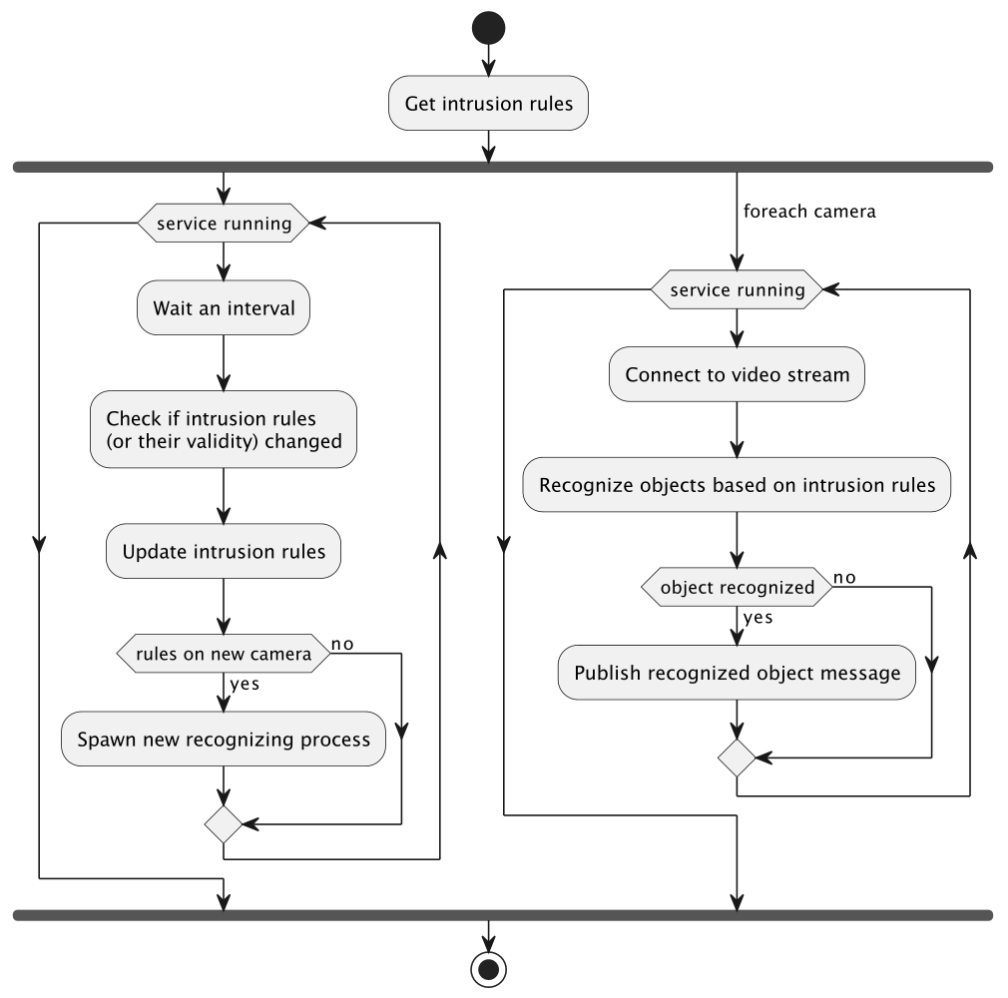 Get intrusion rules
service running
Wait an interval
Check if intrusion rules
(or their validity) changed
Update intrusion rules
rules on new camera
no
yes
Spawn new recognizing process
foreach camera
service running
Connect to video stream
Recognize objects based on intrusion rules
object recognized
no
yes
Publish recognized object message